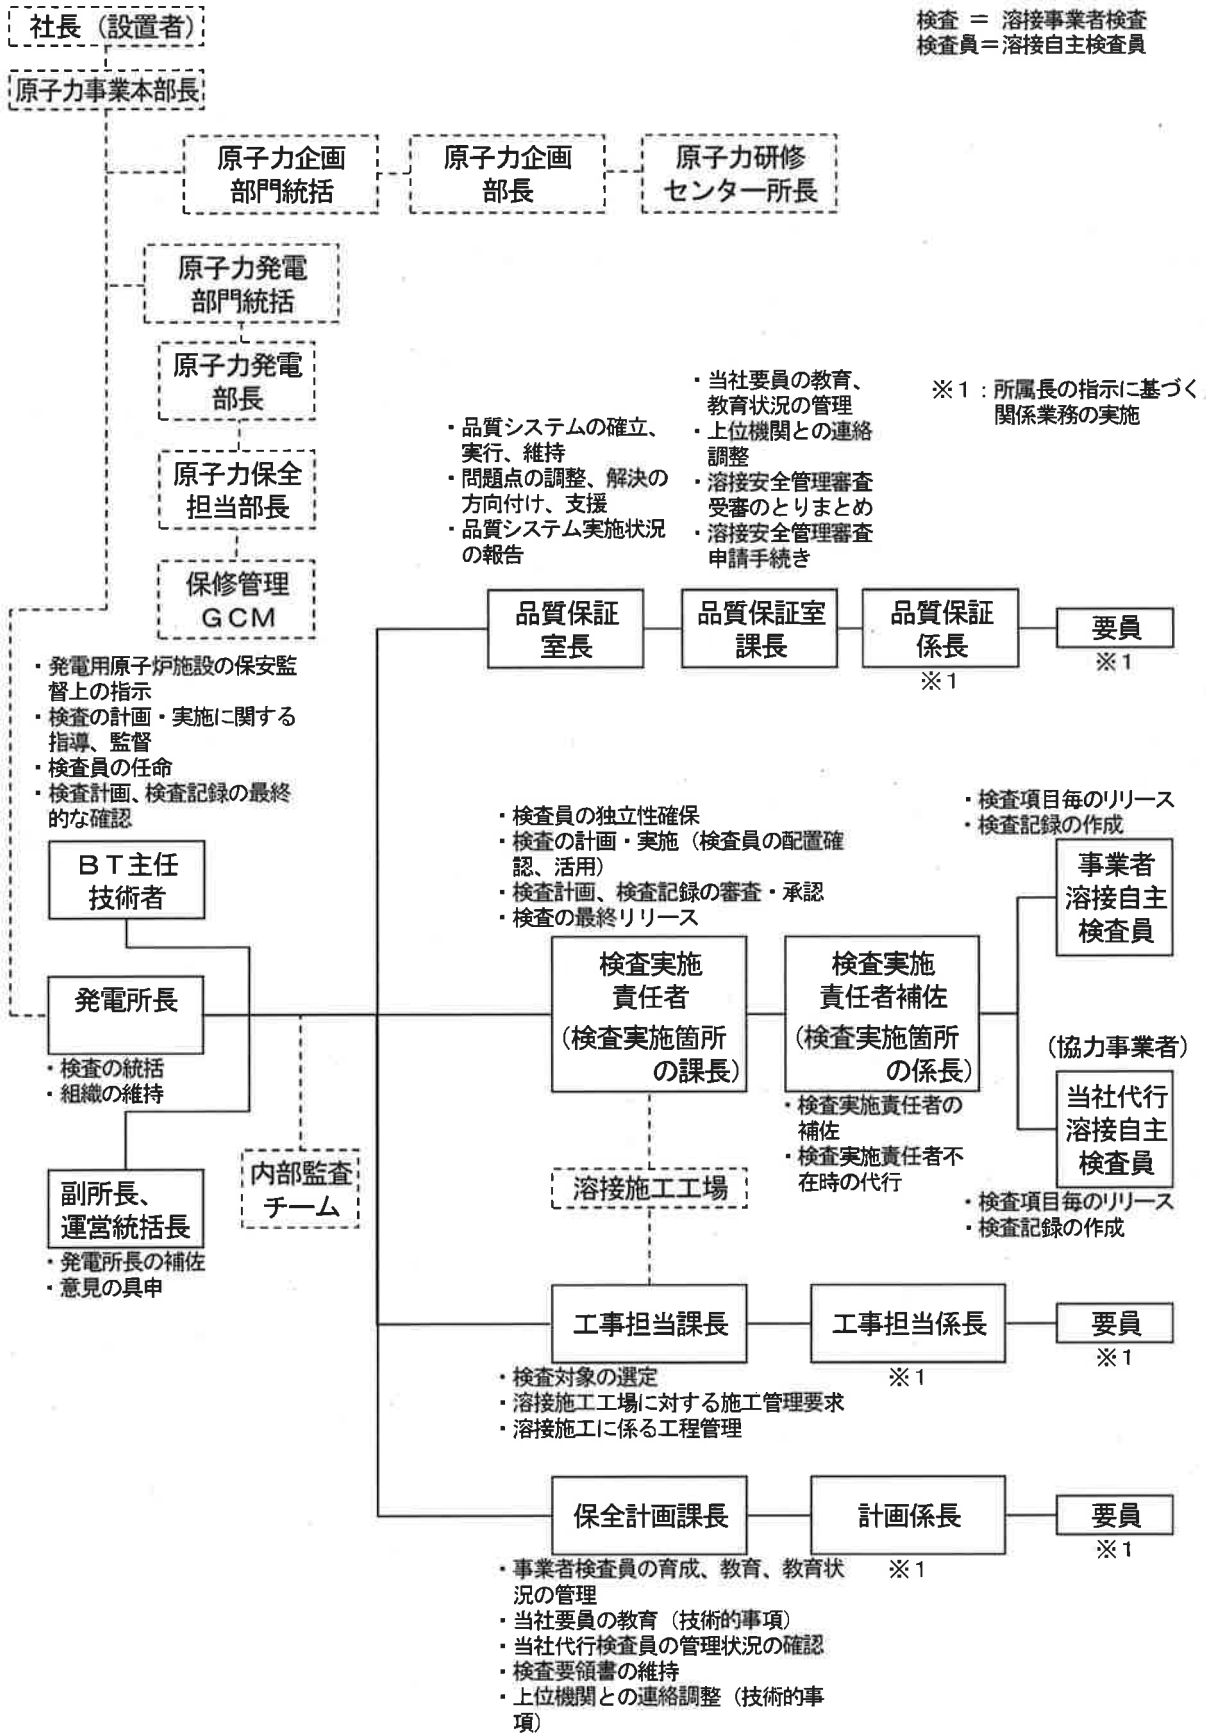 社長（設置者）
検査 ＝ 溶接事業者検査
検査員＝溶接自主検査員
原子力事業本部長
原子力企画
部門統括
原子力企画
部長
原子力研修
センター所長
原子力発電
部門統括
原子力発電
部長
原子力保全
担当部長
保修管理
ＧＣＭ
・品質システムの確立、
実行、維持
・問題点の調整、解決の
方向付け、支援
・品質システム実施状況
の報告
・当社要員の教育、
教育状況の管理
・上位機関との連絡
調整
・溶接安全管理審査
受審のとりまとめ
・溶接安全管理審査
申請手続き
※１：所属長の指示に基づく
関係業務の実施
品質保証
室長
品質保証室
課長
品質保証
係長
※１
要員
※１
・発電用原子炉施設の保安監
督上の指示
・検査の計画・実施に関する
指導、監督
・検査員の任命
・検査計画、検査記録の最終
的な確認
ＢＴ主任
技術者
発電所長
・検査の統括
・組織の維持
副所長、
運営統括長
・発電所長の補佐
・意見の具申
内部監査
チーム
・検査員の独立性確保
・検査の計画・実施（検査員の配置確
認、活用）
・検査計画、検査記録の審査・承認
・検査の最終リリース
検査実施
責任者
（検査実施箇所
の課長）
検査実施
責任者補佐
（検査実施箇所
の係長）
・検査実施責任者の
補佐
・検査実施責任者不
在時の代行
・検査項目毎のリリース
・検査記録の作成
事業者
溶接自主
検査員
（協力事業者）
当社代行
溶接自主
検査員
・検査項目毎のリリース
・検査記録の作成
溶接施工工場
工事担当課長
・検査対象の選定
・溶接施工工場に対する施工管理要求
・溶接施工に係る工程管理
工事担当係長
※１
要員
※１
保全計画課長
・事業者検査員の育成、教育、教育状
況の管理
・当社要員の教育（技術的事項）
・当社代行検査員の管理状況の確認
・検査要領書の維持
・上位機関との連絡調整（技術的事
項）
計画係長
※１
要員
※１